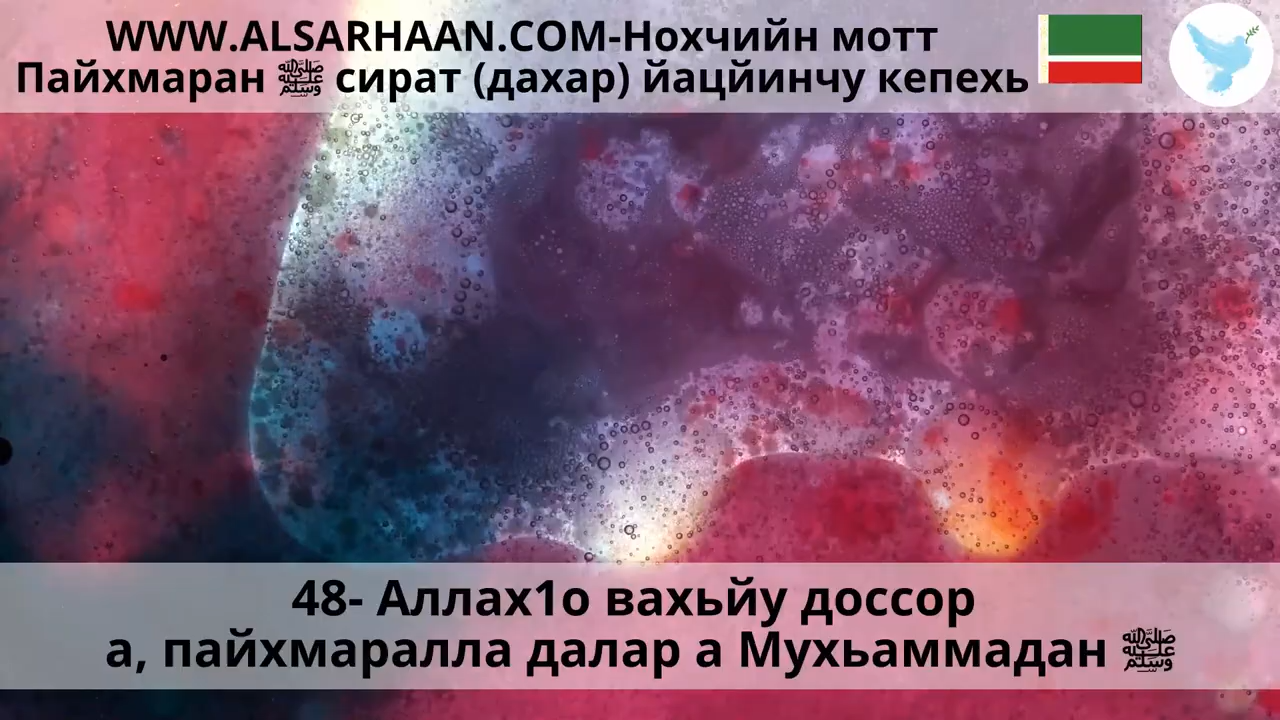 WWW.ALSARHAAN.COM-Нохчийн мотт
Пайхмаран ﷺ сират (дахар) йацйинчу кепехь
48- Аллах1о вахьйу доссор
а, пайхмаралла далар а Мухьаммадан ﷺ